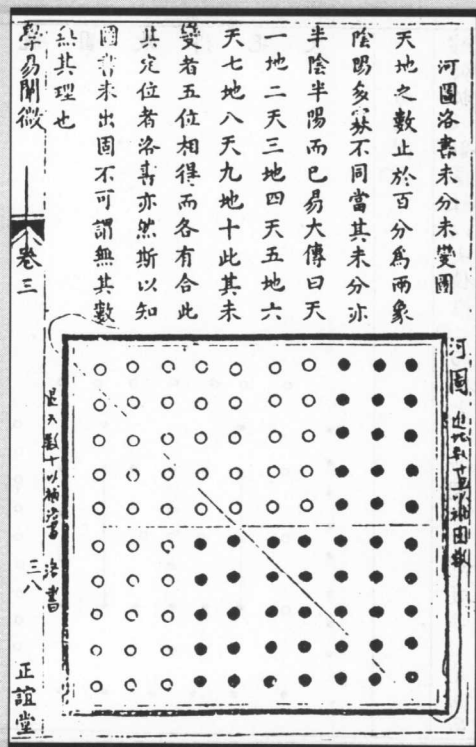 河圖洛書未分未變圖
天地之數止於百分爲兩象
陰陽多寡不同當其未分亦
半陰半陽而已易大傳曰天
一地二天三地四天五地六
天七地八天九地十此其未
變者五位相得而各有合此
其定位者洛書亦然斯以知
圖書未出固不可謂無其數
無其理也
河圖
洛書
學易闡微
卷三
三八
正誼堂